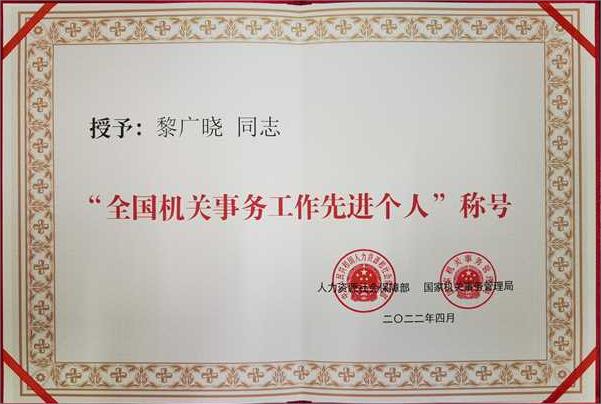 授予：黎广晓 同志
“全国机关事务工作先进个人”称号
人力资源社会保障部 国家机关事务管理局
二〇二二年四月